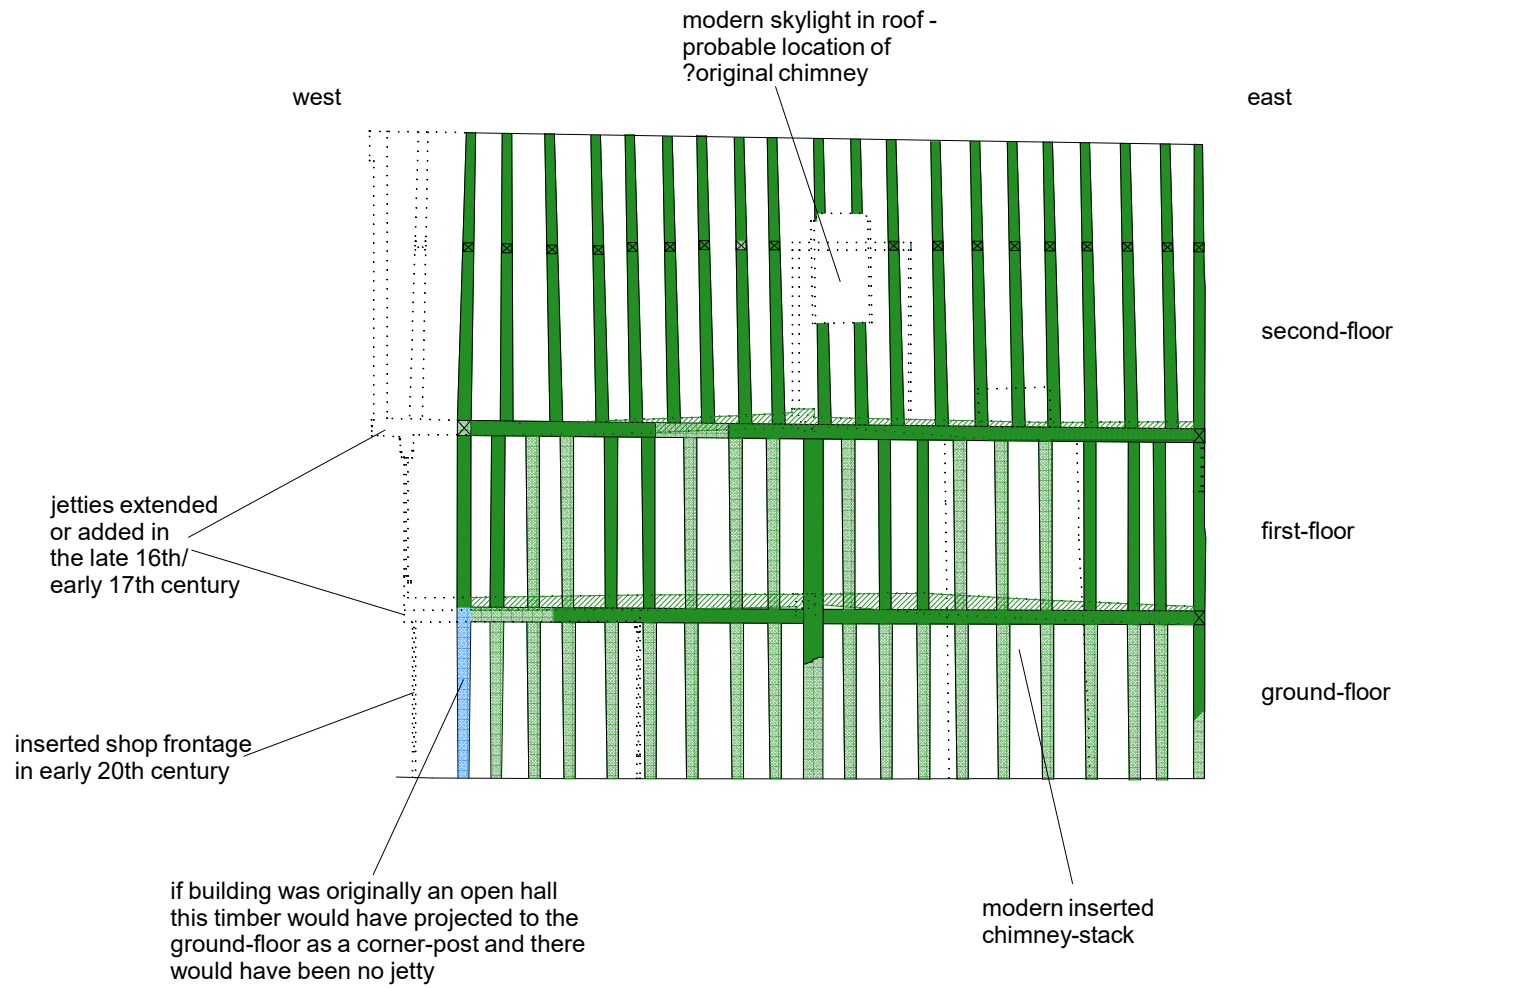 modern skylight in roof -
probable location of
?original chimney
west
east
second-floor
jetties extended
or added in
the late 16th/
early 17th century
first-floor
ground-floor
inserted shop frontage
in early 20th century
if building was originally an open hall
this timber would have projected to the
ground-floor as a corner-post and there
would have been no jetty
modern inserted
chimney-stack